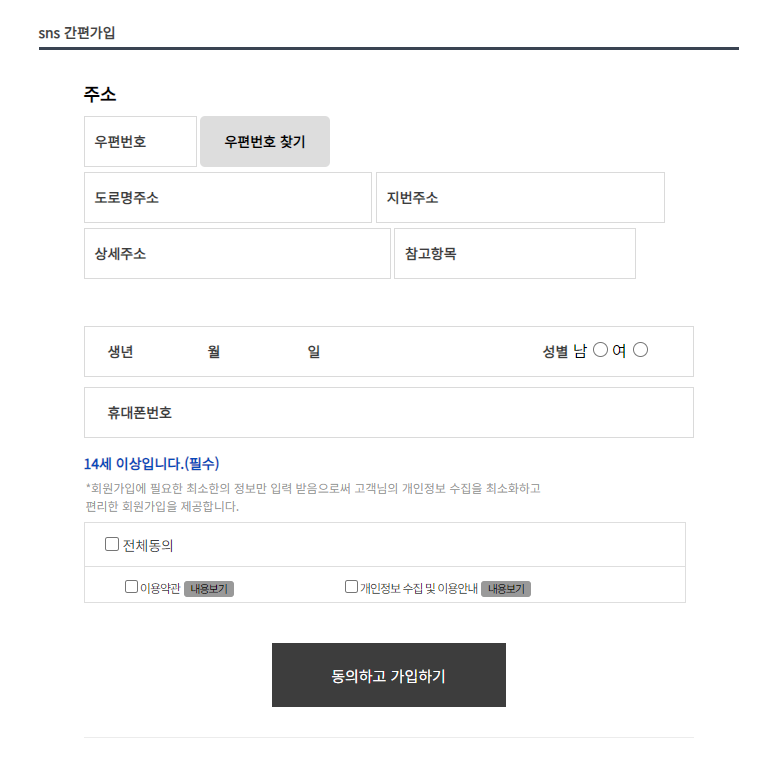 sns 간편가입
주소
우편번호 우편번호 찾기
도로명주소 지번주소
상세주소 참고항목
생년 월 일 성별 남 여
휴대폰번호
14세 이상입니다.(필수)
*회원가입에 필요한 최소한의 정보만 입력 받음으로써 고객님의 개인정보 수집을 최소화하고
편리한 회원가입을 제공합니다.
전체동의
이용약관 내용보기 개인정보 수집 및 이용안내 내용보기
동의하고 가입하기